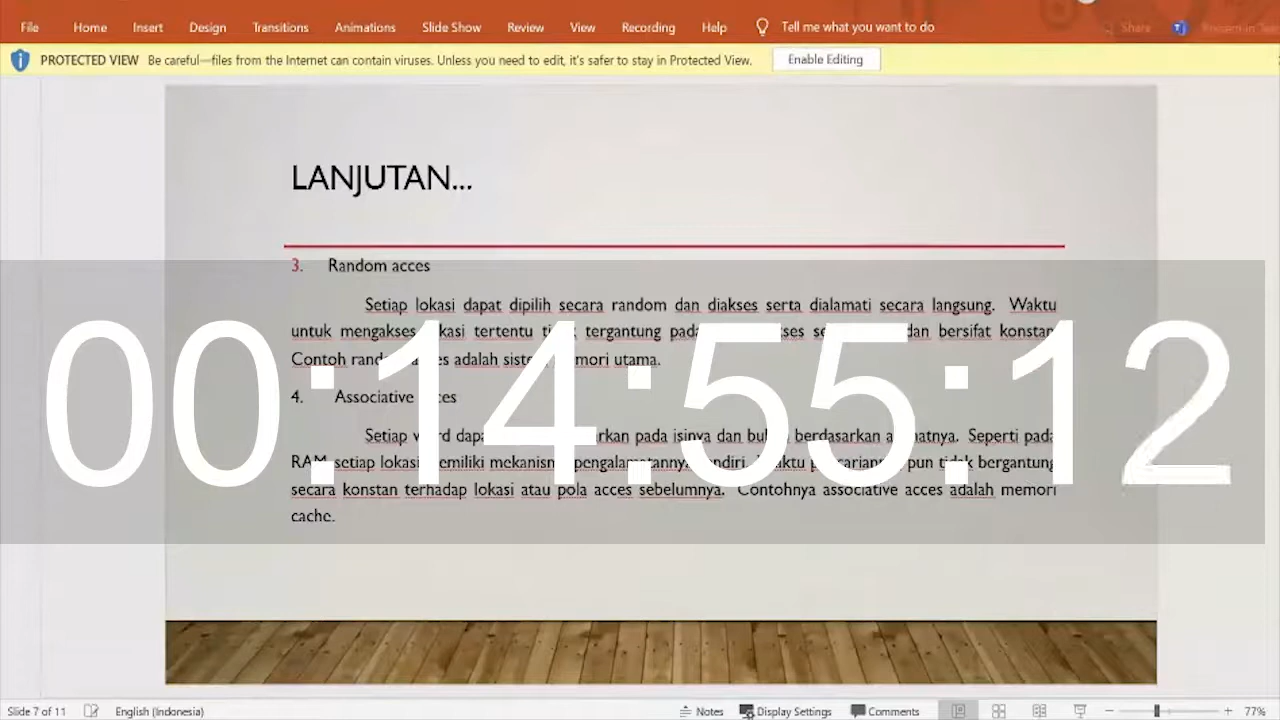 File Home Insert Design Transitions Animations Slide Show Review View Recording Help Tell me what you want to do Share
PROTECTED VIEW Be careful—files from the Internet can contain viruses. Unless you need to edit, it's safer to stay in Protected View. Enable Editing
LANJUTAN...
3. Random acces
Setiap lokasi dapat dipilih secara random dan diakses serta dialamati secara langsung. Waktu
untuk mengakses lokasi tertentu tergantung dan bersifat konstan
Contoh adalah memori utama.
00:14:55:12
4. Associative
Setiap pada isinya dan berdasarkan Seperti pada
RAM, setiap lokasi memiliki mekanisme pengalamatannya pun tidak bergantung
secara konstan terhadap lokasi atau pola acces sebelumnya. Contohnya associative acces adalah memori
cache.
Slide 7 of 11 English (Indonesia) Notes Display Settings Comments 77%